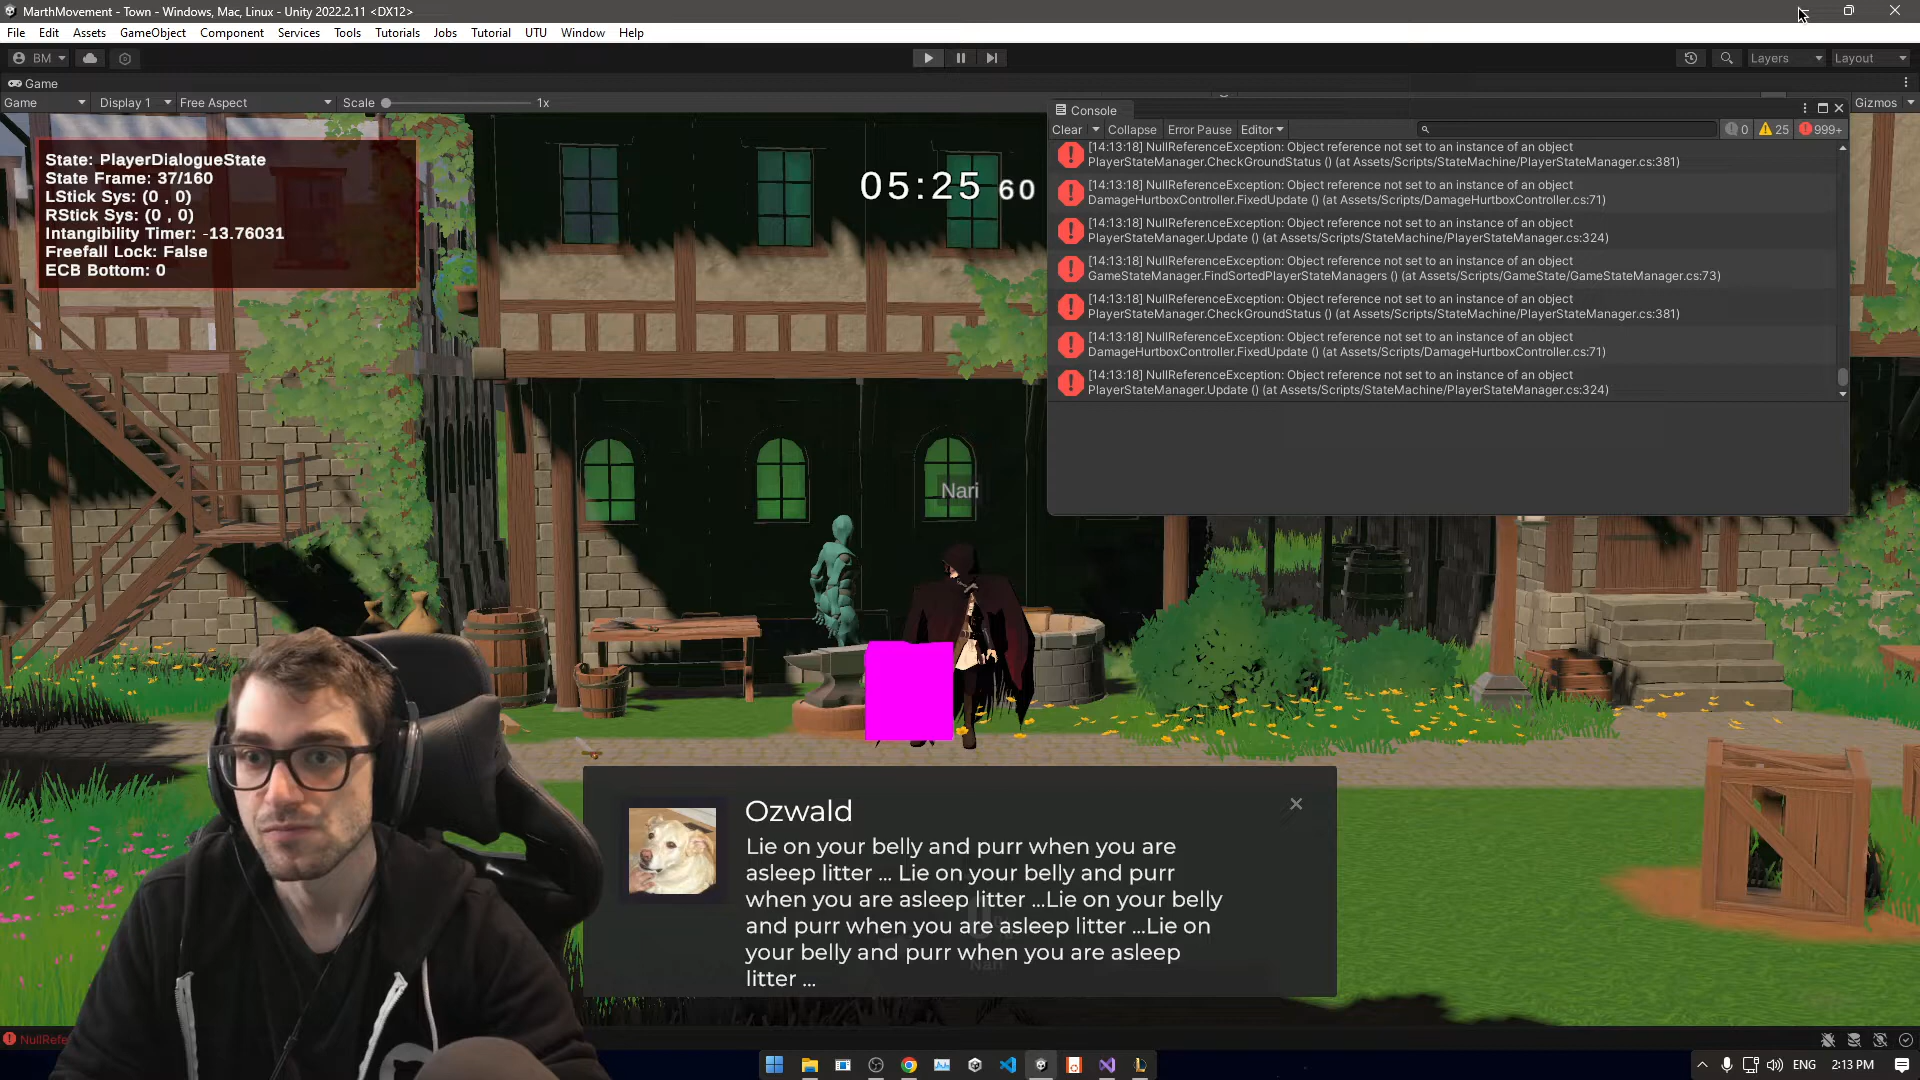 MarthMovement - Town - Windows, Mac, Linux - Unity 2022.2.11 <DX12>
File Edit Assets GameObject Component Services Tools Tutorials Jobs Tutorial UTU Window Help
BM Layers Layout
Game
Game Display 1 Free Aspect Scale 1x Gizmos
Console
Clear Collapse Error Pause Editor 0 25 999+
[14:13:18] NullReferenceException: Object reference not set to an instance of an object
PlayerStateManager.CheckGroundStatus () (at Assets/Scripts/StateMachine/PlayerStateManager.cs:381)
[14:13:18] NullReferenceException: Object reference not set to an instance of an object
DamageHurtboxController.FixedUpdate () (at Assets/Scripts/DamageHurtboxController.cs:71)
[14:13:18] NullReferenceException: Object reference not set to an instance of an object
PlayerStateManager.Update () (at Assets/Scripts/StateMachine/PlayerStateManager.cs:324)
[14:13:18] NullReferenceException: Object reference not set to an instance of an object
GameStateManager.FindSortedPlayerStateManagers () (at Assets/Scripts/GameState/GameStateManager.cs:73)
[14:13:18] NullReferenceException: Object reference not set to an instance of an object
PlayerStateManager.CheckGroundStatus () (at Assets/Scripts/StateMachine/PlayerStateManager.cs:381)
[14:13:18] NullReferenceException: Object reference not set to an instance of an object
DamageHurtboxController.FixedUpdate () (at Assets/Scripts/DamageHurtboxController.cs:71)
[14:13:18] NullReferenceException: Object reference not set to an instance of an object
PlayerStateManager.Update () (at Assets/Scripts/StateMachine/PlayerStateManager.cs:324)
State: PlayerDialogueState
State Frame: 37/160
LStick Sys: (0 , 0)
RStick Sys: (0 , 0)
Intangibility Timer: -13.76031
Freefall Lock: False
ECB Bottom: 0
05:25 60
Nari
Ozwald
Lie on your belly and purr when you are
asleep litter ... Lie on your belly and purr
when you are asleep litter ...Lie on your belly
and purr when you are asleep litter ...Lie on
your belly and purr when you are asleep
litter ...
Nari
NullRefe
ENG 2:13 PM